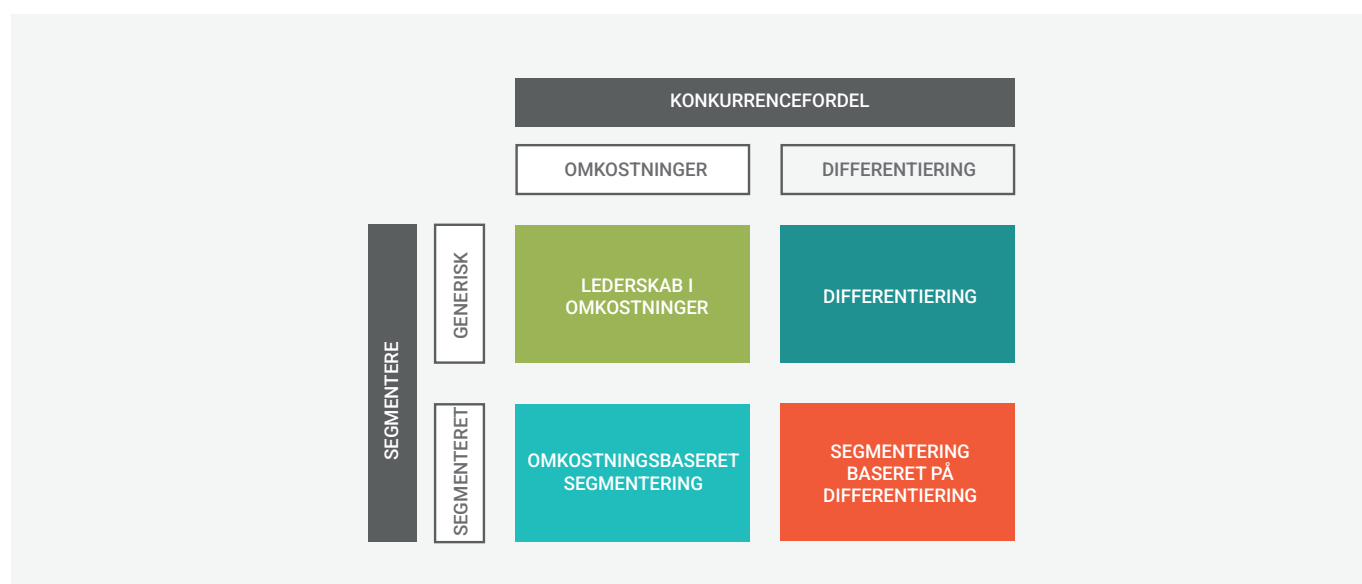 KONKURRENCEFORDEL
OMKOSTNINGER
DIFFERENTIERING
SEGMENTERE
GENERISK
LEDERSKAB I
OMKOSTNINGER
DIFFERENTIERING
SEGMENTERET
OMKOSTNINGSBASERET
SEGMENTERING
SEGMENTERING
BASERET PÅ
DIFFERENTIERING